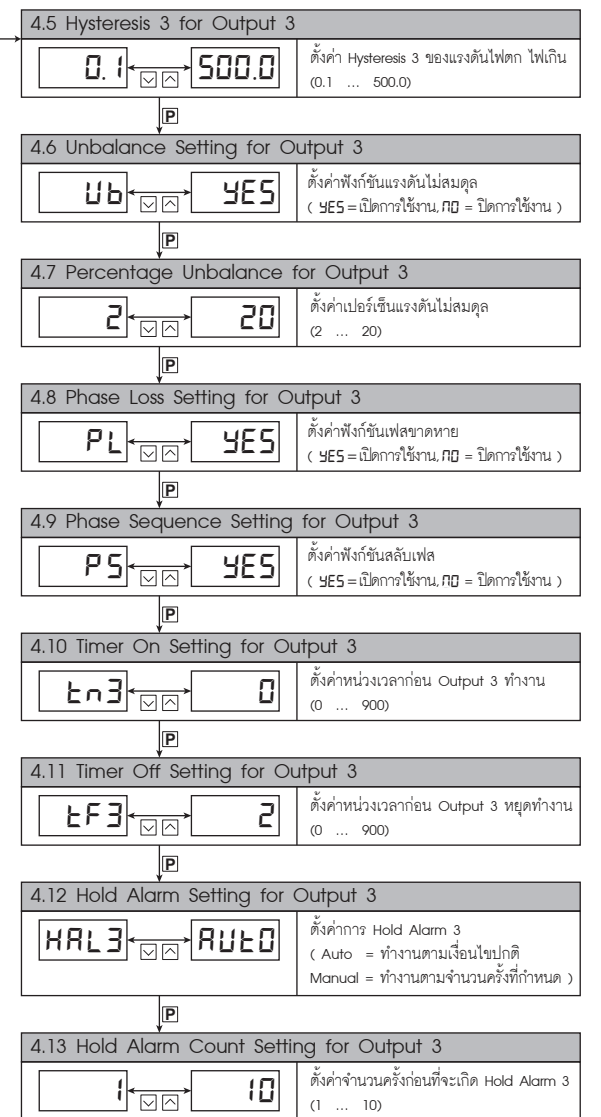 4.5 Hysteresis 3 for Output 3
0.1 500.0 ตั้งค่า Hysteresis 3 ของแรงดันไฟตก ไฟเกิน
(0.1 ... 500.0)
P
4.6 Unbalance Setting for Output 3
Ub YES ตั้งค่าฟังก์ชันแรงดันไม่สมดุล
( YES = เปิดการใช้งาน, NO = ปิดการใช้งาน )
P
4.7 Percentage Unbalance for Output 3
2 20 ตั้งค่าเปอร์เซ็นแรงดันไม่สมดุล
(2 ... 20)
P
4.8 Phase Loss Setting for Output 3
PL YES ตั้งค่าฟังก์ชันเฟสขาดหาย
( YES = เปิดการใช้งาน, NO = ปิดการใช้งาน )
P
4.9 Phase Sequence Setting for Output 3
PS YES ตั้งค่าฟังก์ชันสลับเฟส
( YES = เปิดการใช้งาน, NO = ปิดการใช้งาน )
P
4.10 Timer On Setting for Output 3
tn3 0 ตั้งค่าหน่วงเวลาก่อน Output 3 ทำงาน
(0 ... 900)
P
4.11 Timer Off Setting for Output 3
tF3 2 ตั้งค่าหน่วงเวลาก่อน Output 3 หยุดทำงาน
(0 ... 900)
P
4.12 Hold Alarm Setting for Output 3
HAL3 AUtO ตั้งค่าการ Hold Alarm 3
( Auto = ทำงานตามเงื่อนไขปกติ
Manual = ทำงานตามจำนวนครั้งที่กำหนด )
P
4.13 Hold Alarm Count Setting for Output 3
1 10 ตั้งค่าจำนวนครั้งก่อนที่จะเกิด Hold Alarm 3
(1 ... 10)